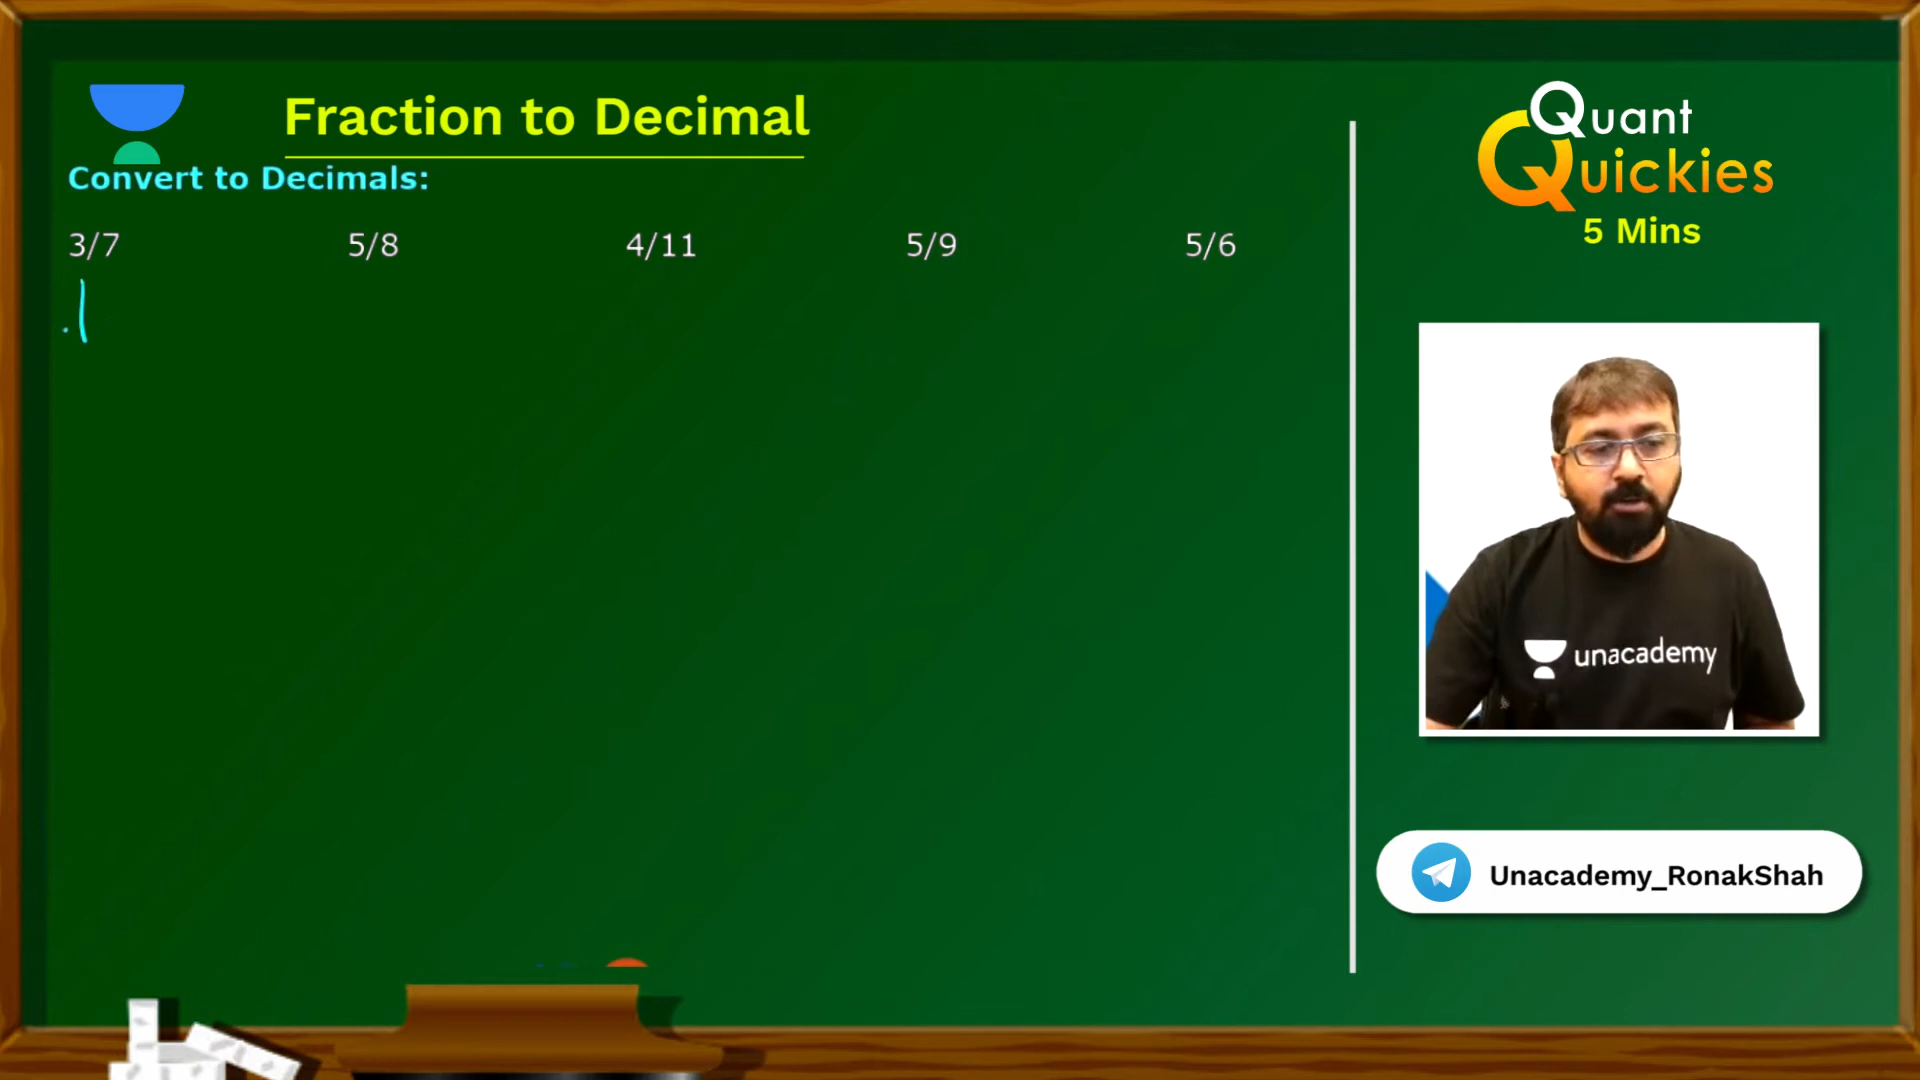 Fraction to Decimal
Convert to Decimals:
3/7 5/8 4/11 5/9 5/6
.1
Quant
Quickies
5 Mins
unacademy
Unacademy_RonakShah